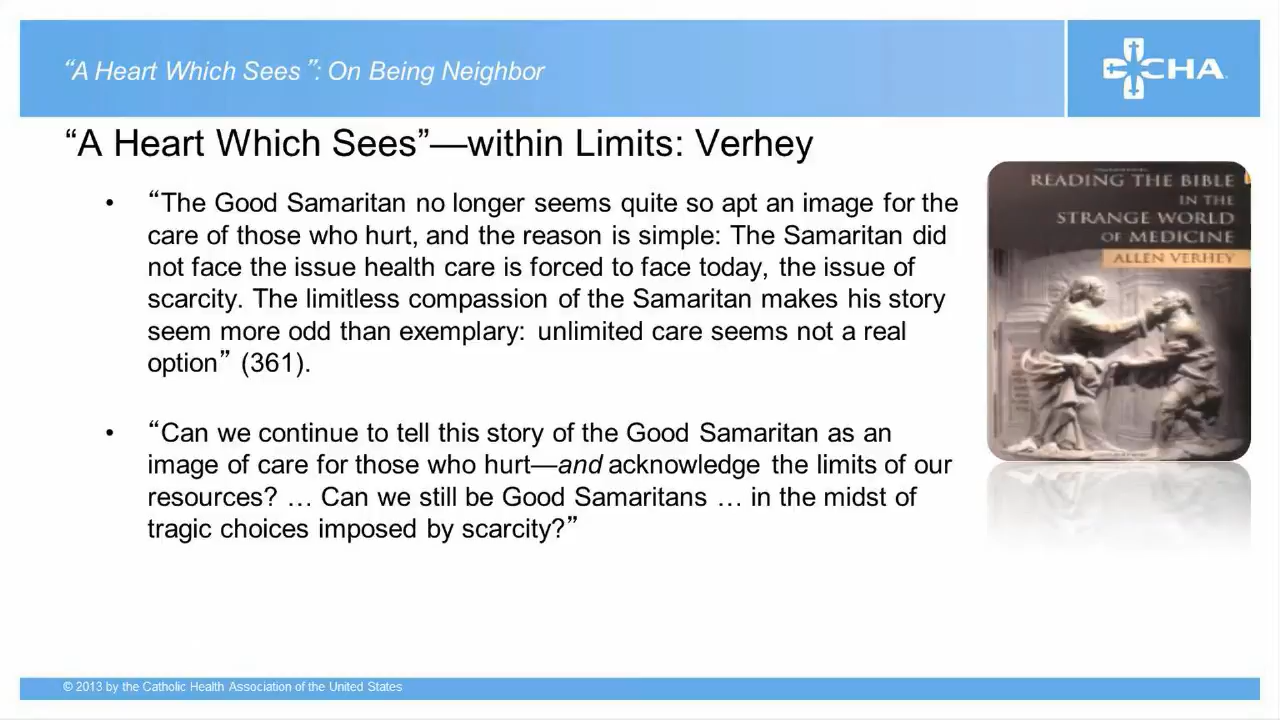 “A Heart Which Sees”: On Being Neighbor
CHA
“A Heart Which Sees”—within Limits: Verhey
• “The Good Samaritan no longer seems quite so apt an image for the
care of those who hurt, and the reason is simple: The Samaritan did
not face the issue health care is forced to face today, the issue of
scarcity. The limitless compassion of the Samaritan makes his story
seem more odd than exemplary: unlimited care seems not a real
option” (361).
• “Can we continue to tell this story of the Good Samaritan as an
image of care for those who hurt—and acknowledge the limits of our
resources? … Can we still be Good Samaritans … in the midst of
tragic choices imposed by scarcity?”
READING THE BIBLE
IN THE
STRANGE WORLD
OF MEDICINE
ALLEN VERHEY
© 2013 by the Catholic Health Association of the United States